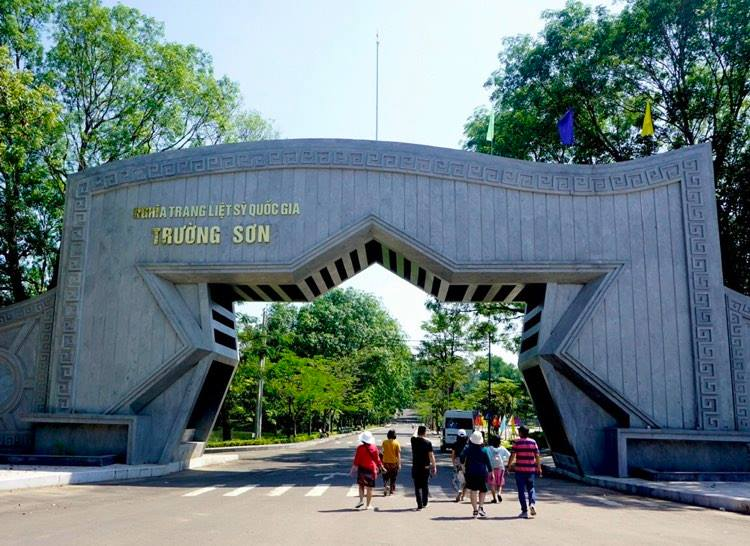 NGHĨA TRANG LIỆT SỸ QUỐC GIA
TRƯỜNG SƠN